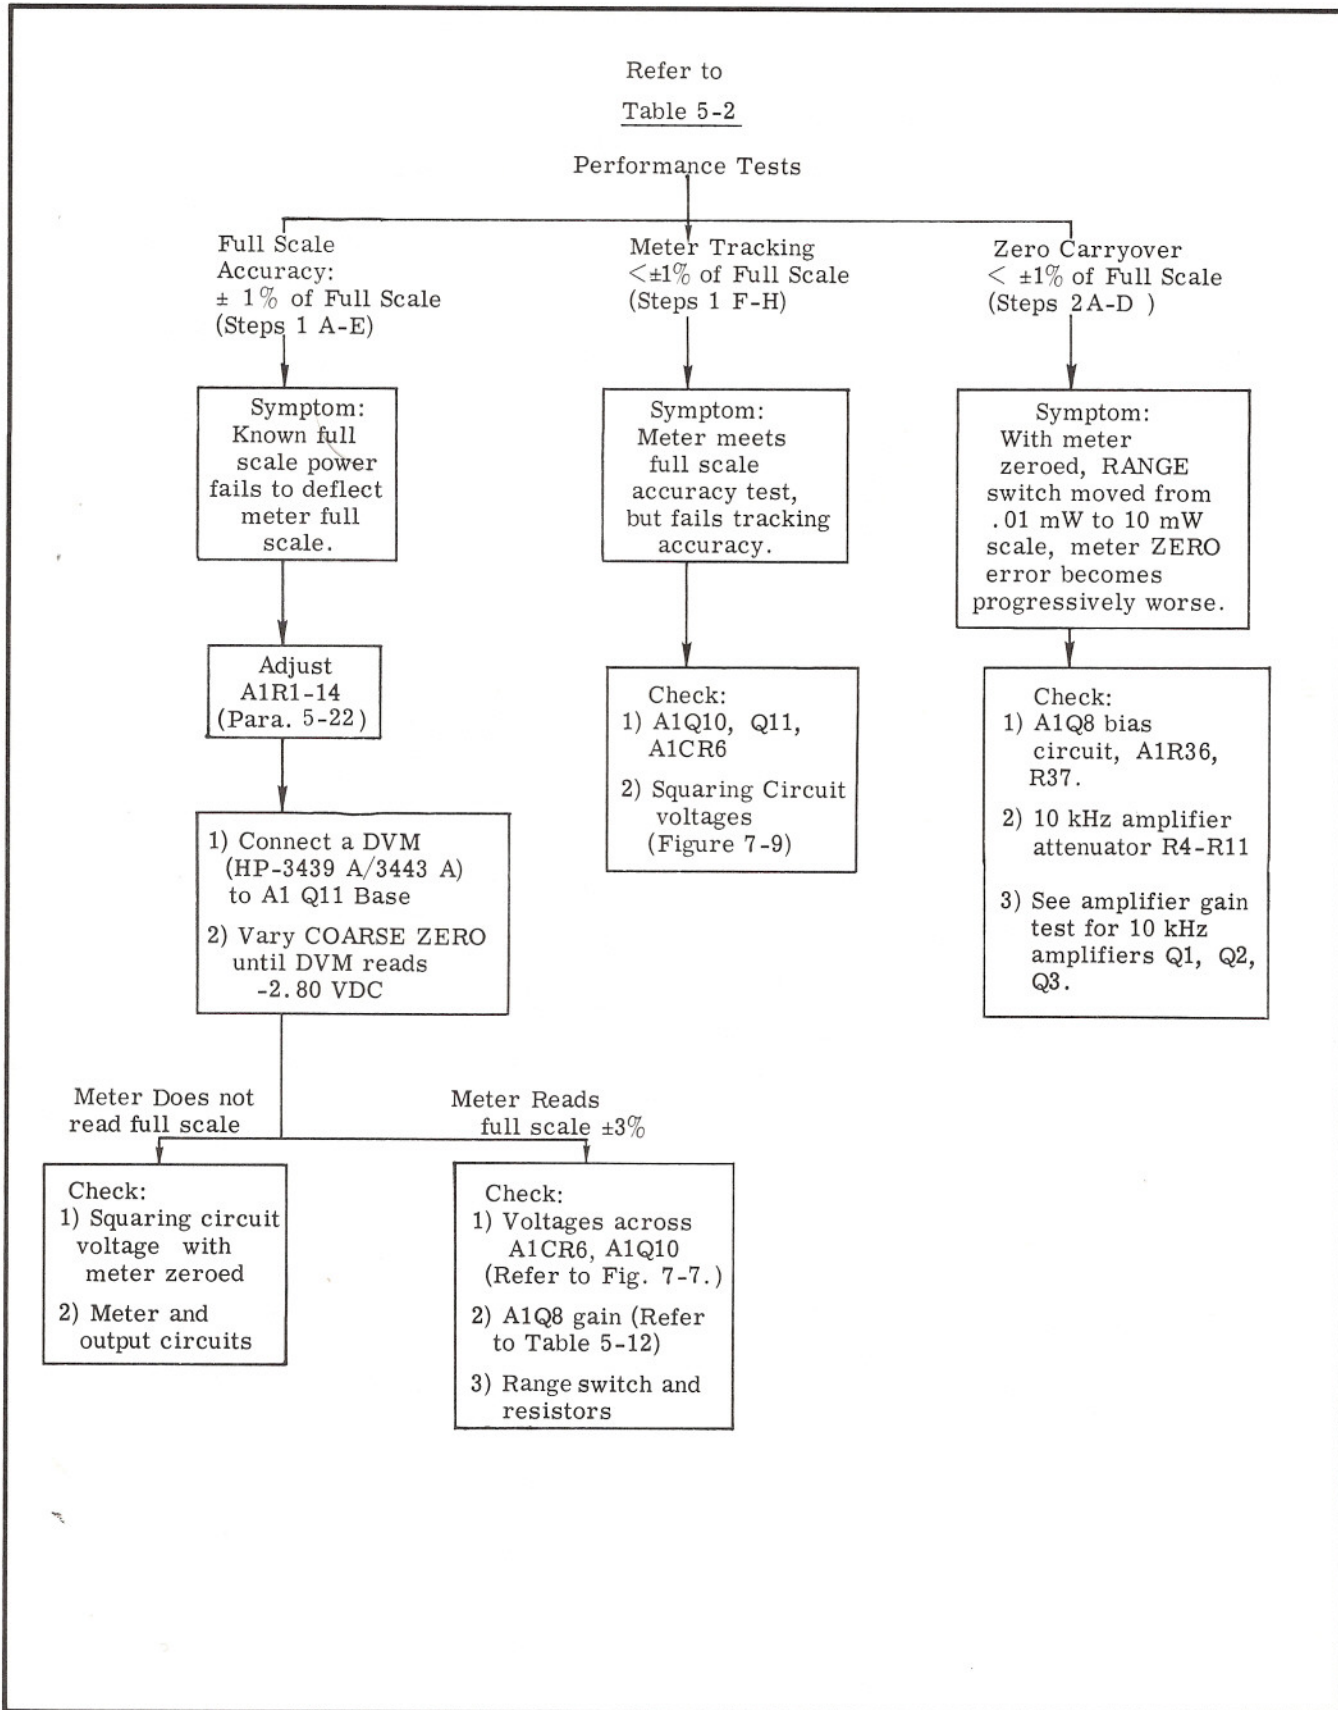 Refer to
Table 5-2
Performance Tests
Full Scale
Accuracy:
± 1% of Full Scale
(Steps 1 A-E)
Meter Tracking
<±1% of Full Scale
(Steps 1 F-H)
Zero Carryover
< ±1% of Full Scale
(Steps 2A-D )
Symptom:
Known full
scale power
fails to deflect
meter full
scale.
Symptom:
Meter meets
full scale
accuracy test,
but fails tracking
accuracy.
Symptom:
With meter
zeroed, RANGE
switch moved from
.01 mW to 10 mW
scale, meter ZERO
error becomes
progressively worse.
Adjust
A1R1-14
(Para. 5-22)
Check:
1) A1Q10, Q11,
A1CR6
2) Squaring Circuit
voltages
(Figure 7-9)
Check:
1) A1Q8 bias
circuit, A1R36,
R37.
2) 10 kHz amplifier
attenuator R4-R11
3) See amplifier gain
test for 10 kHz
amplifiers Q1, Q2,
Q3.
1) Connect a DVM
(HP-3439 A/3443 A)
to A1 Q11 Base
2) Vary COARSE ZERO
until DVM reads
-2.80 VDC
Meter Does not
read full scale
Meter Reads
full scale ±3%
Check:
1) Squaring circuit
voltage with
meter zeroed
2) Meter and
output circuits
Check:
1) Voltages across
A1CR6, A1Q10
(Refer to Fig. 7-7.)
2) A1Q8 gain (Refer
to Table 5-12)
3) Range switch and
resistors